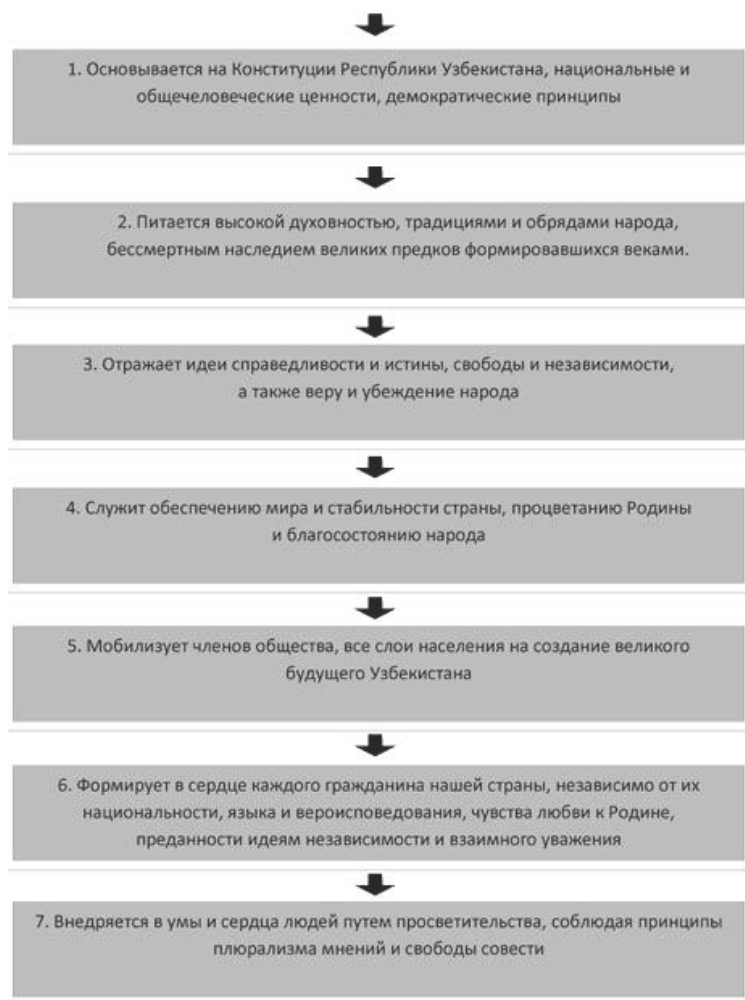 1. Основывается на Конституции Республики Узбекистана, национальные и
общечеловеческие ценности, демократические принципы
2. Питается высокой духовностью, традициями и обрядами народа,
бессмертным наследием великих предков формировавшихся веками.
3. Отражает идеи справедливости и истины, свободы и независимости,
а также веру и убеждение народа
4. Служит обеспечению мира и стабильности страны, процветанию Родины
и благосостоянию народа
5. Мобилизует членов общества, все слои населения на создание великого
будущего Узбекистана
6. Формирует в сердце каждого гражданина нашей страны, независимо от их
национальности, языка и вероисповедования, чувства любви к Родине,
преданности идеям независимости и взаимного уважения
7. Внедряется в умы и сердца людей путем просветительства, соблюдая принципы
плюрализма мнений и свободы совести